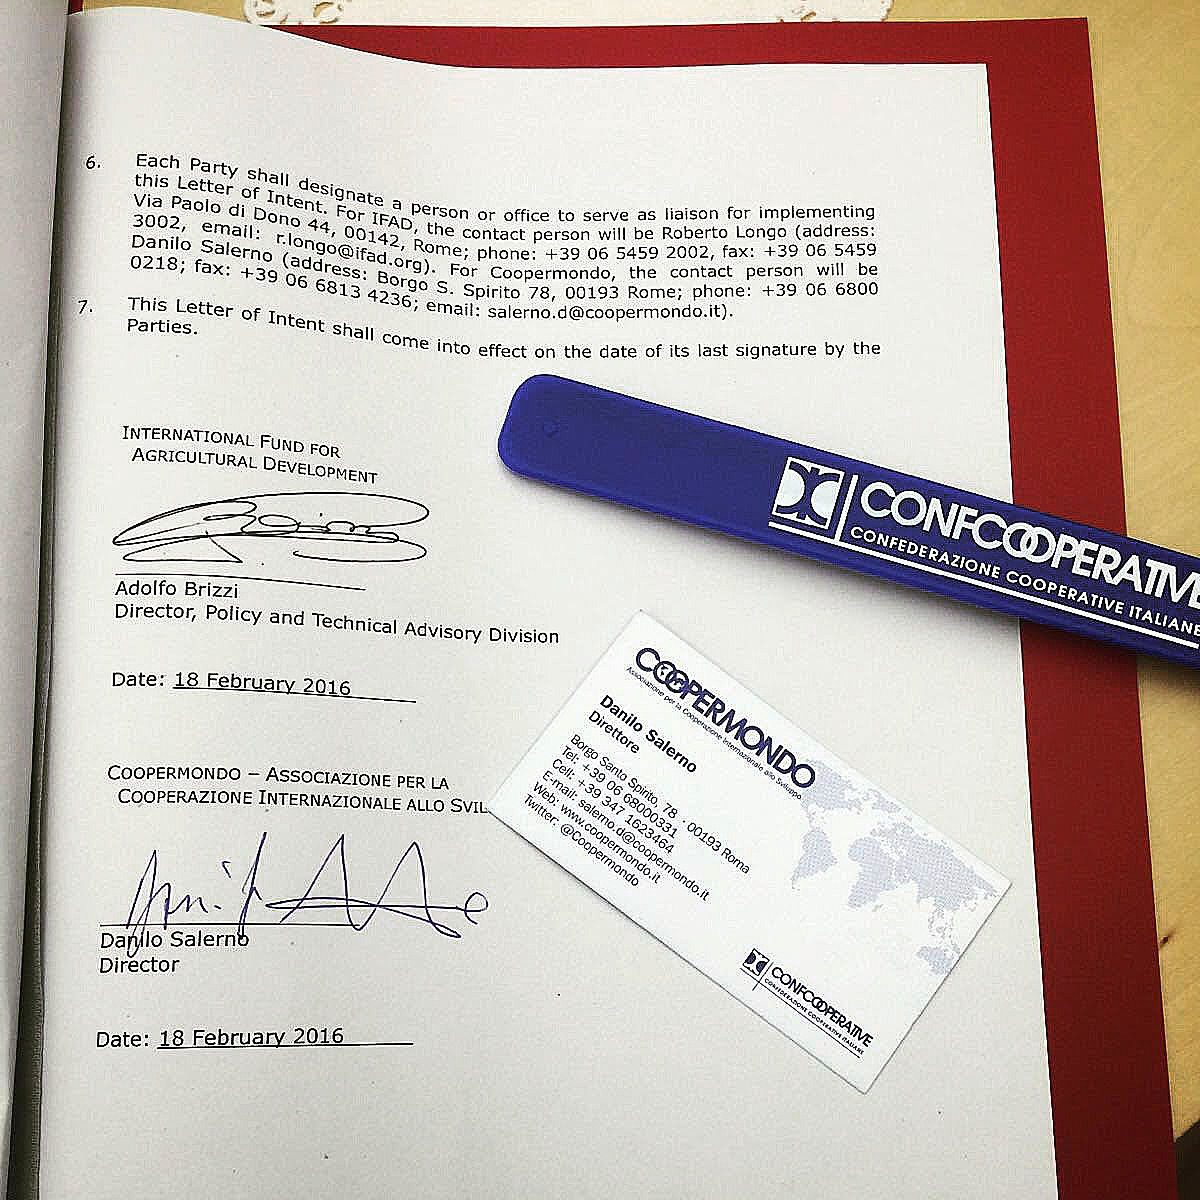 6. Each Party shall designate a person or office to serve as liaison for implementing
this Letter of Intent. For IFAD, the contact person will be Roberto Longo (address:
Via Paolo di Dono 44, 00142, Rome; phone: +39 06 5459 2002, fax: +39 06 5459
3002, email: r.longo@ifad.org). For Coopermondo, the contact person will be
Danilo Salerno (address: Borgo S. Spirito 78, 00193 Rome; phone: +39 06 6800
0218; fax: +39 06 6813 4236; email: salerno.d@coopermondo.it).
7. This Letter of Intent shall come into effect on the date of its last signature by the
Parties.
INTERNATIONAL FUND FOR
AGRICULTURAL DEVELOPMENT
Adolfo Brizzi
Director, Policy and Technical Advisory Division
Date: 18 February 2016
COOPERMONDO – ASSOCIAZIONE PER LA
COOPERAZIONE INTERNAZIONALE ALLO SVIL
Danilo Salerno
Director
Date: 18 February 2016
CONFCOOPERATIVE
CONFEDERAZIONE COOPERATIVE ITALIANE
COOPERMONDO
Associazione per la Cooperazione Internazionale allo Sviluppo
Danilo Salerno
Direttore
Borgo Santo Spirito, 78 - 00193 Roma
Tel: +39 06 68000331
Cell: +39 347 1623464
E-mail: salerno.d@coopermondo.it
Web: www.coopermondo.it
Twitter: @Coopermondo
CONFCOOPERATIVE
CONFEDERAZIONE COOPERATIVE ITALIANE